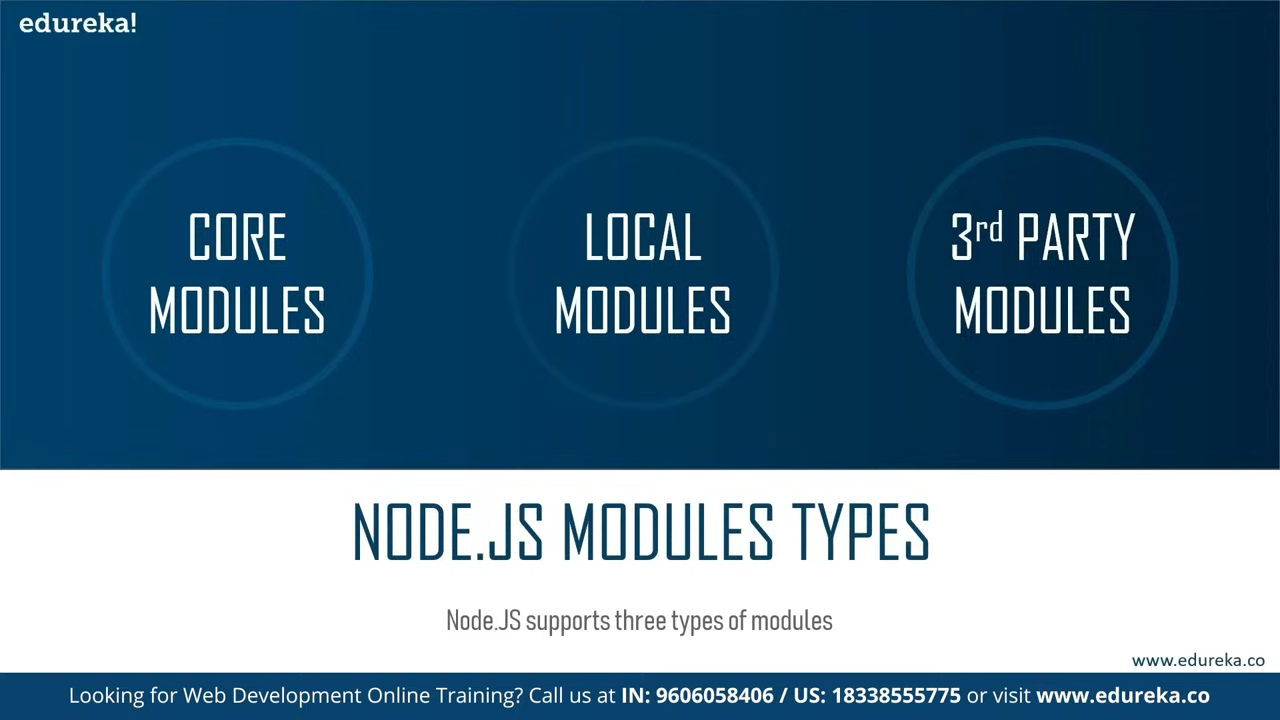 edureka!
CORE
MODULES
LOCAL
MODULES
3rd PARTY
MODULES
NODE.JS MODULES TYPES
Node.JS supports three types of modules
www.edureka.co
Looking for Web Development Online Training? Call us at IN: 9606058406 / US: 18338555775 or visit www.edureka.co